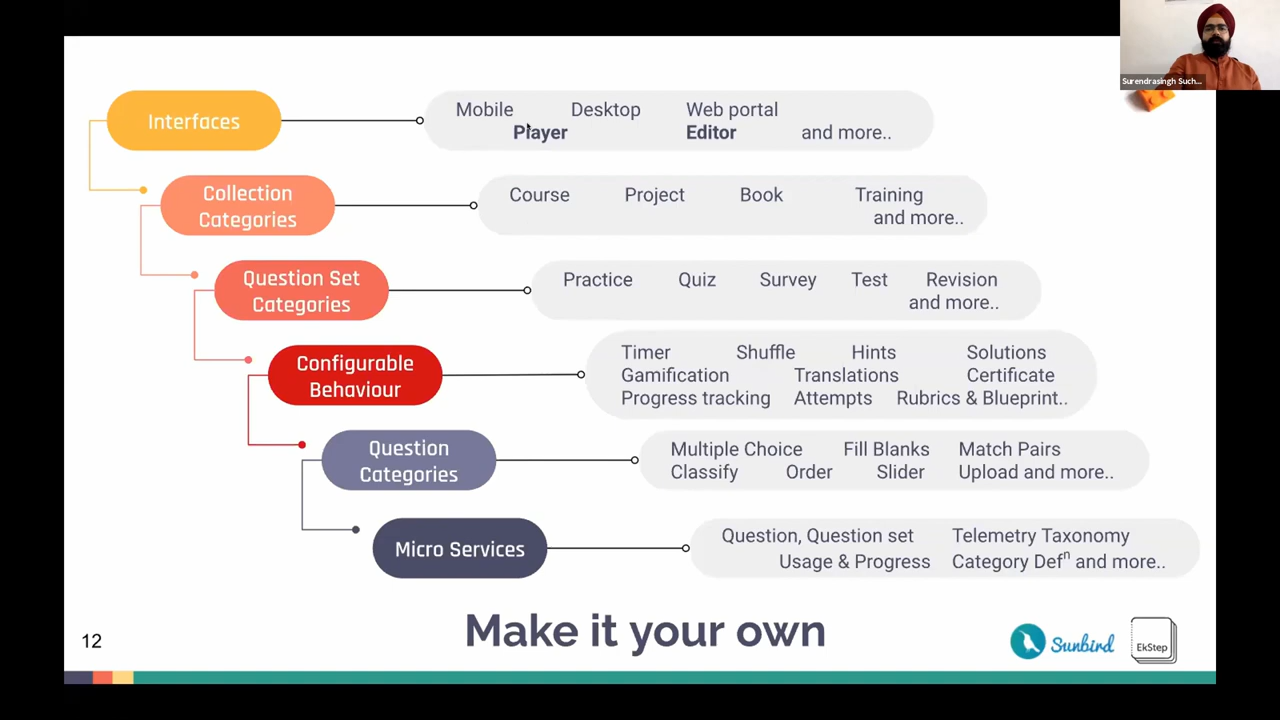 Surendrasingh Such...
Interfaces
Mobile Desktop Web portal
Player Editor and more..
Collection
Categories
Course Project Book Training
and more..
Question Set
Categories
Practice Quiz Survey Test Revision
and more..
Configurable
Behaviour
Timer Shuffle Hints Solutions
Gamification Translations Certificate
Progress tracking Attempts Rubrics & Blueprint..
Question
Categories
Multiple Choice Fill Blanks Match Pairs
Classify Order Slider Upload and more..
Micro Services
Question, Question set Telemetry Taxonomy
Usage & Progress Category Defⁿ and more..
Make it your own
12
Sunbird
EkStep